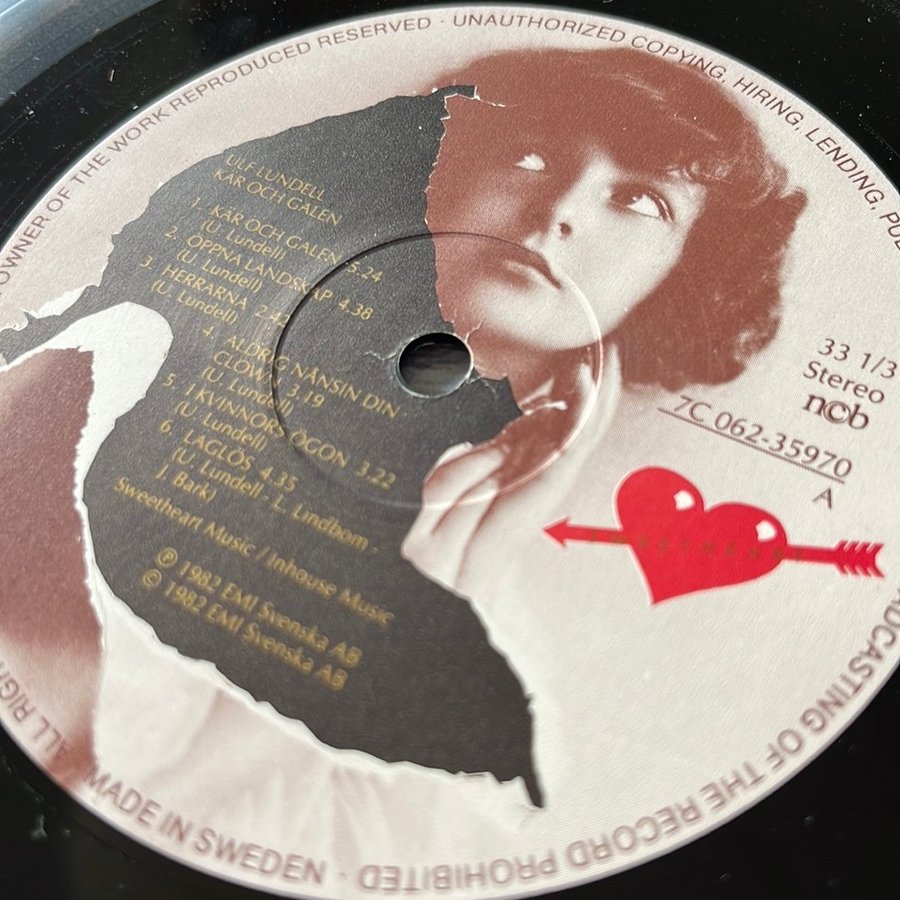 OWNER OF THE WORK REPRODUCED RESERVED · UNAUTHORIZED COPYING, HIRING, LENDING,
ULF LUNDELL
KÄR OCH GALEN
1. KÄR OCH GALEN 5.24
(U. Lundell)
2. ÖPPNA LANDSKAP 4.38
(U. Lundell)
3. HERRARNA
(U. Lundell)
4. ALDRIG NÅNSIN DIN
CLOWN 3.19
(U. Lundell)
5. I KVINNORS ÖGON 3.22
(U. Lundell)
6. LAGLÖS 4.35
(U. Lundell - L. Lindbom -
J. Bark)
Sweetheart Music / Inhouse Music
℗ 1982 EMI Svenska AB
© 1982 EMI Svenska AB
33 1/3
Stereo
n©b
7C 062-35970
A
SWEETHEART
OF THE RECORD PROHIBITED ·
MADE IN SWEDEN
ALL